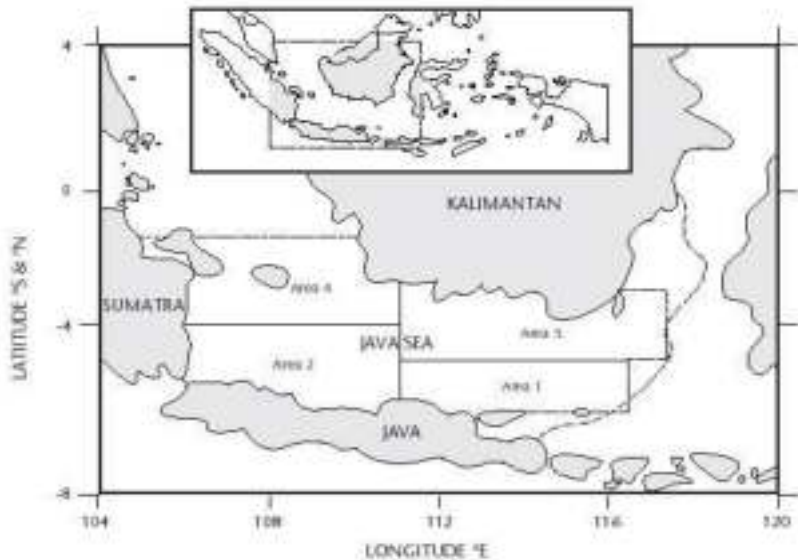 4
KALIMANTAN
0
Area 4
SUMATRA
Area 3
-4
JAVA SEA
Area 2
Area 1
JAVA
-8
104
108
112
116
120
LATITUDE °S & °N
LONGITUDE °E